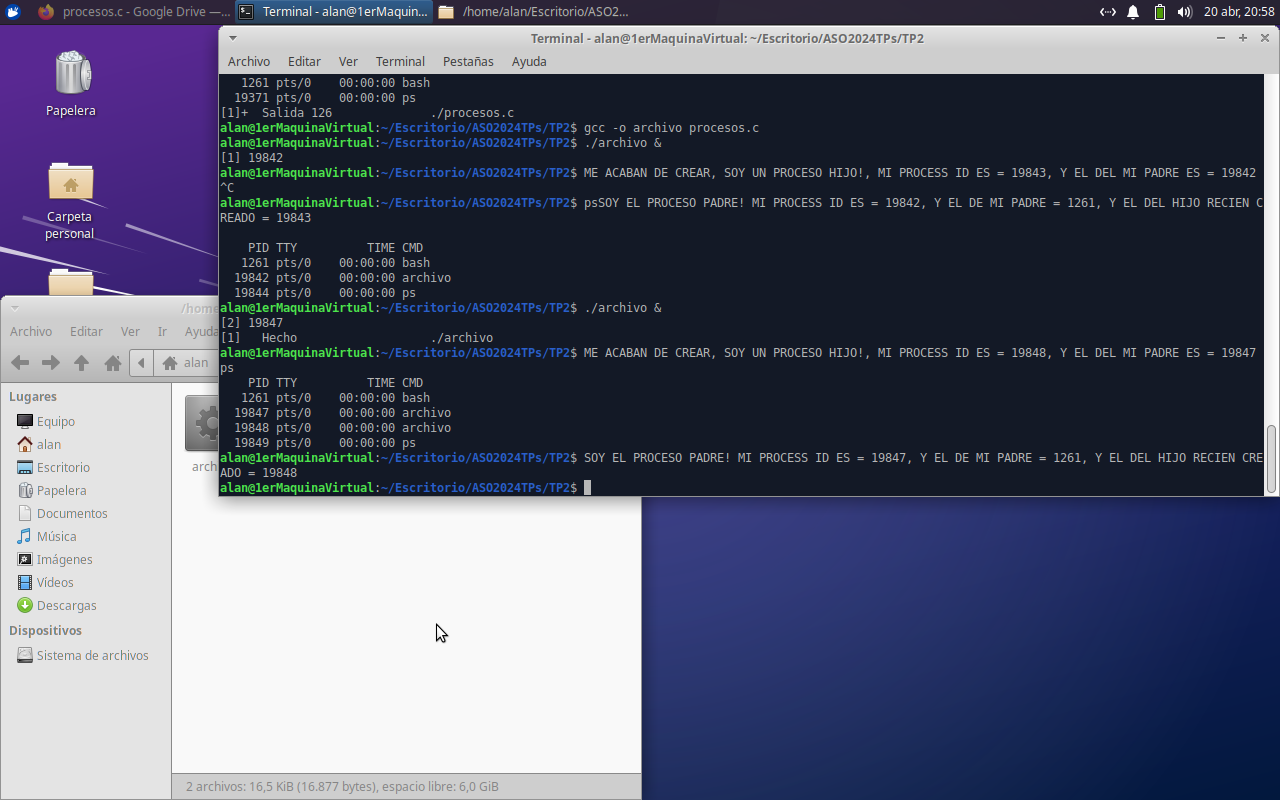 procesos.c - Google Drive —...
Terminal - alan@1erMaquin...
/home/alan/Escritorio/ASO2...
20 abr, 20:58
Papelera
Carpeta
personal
Terminal - alan@1erMaquinaVirtual: ~/Escritorio/ASO2024TPs/TP2
Archivo Editar Ver Terminal Pestañas Ayuda
1261 pts/0 00:00:00 bash
19371 pts/0 00:00:00 ps
[1]+ Salida 126 ./procesos.c
alan@1erMaquinaVirtual:~/Escritorio/ASO2024TPs/TP2$ gcc -o archivo procesos.c
alan@1erMaquinaVirtual:~/Escritorio/ASO2024TPs/TP2$ ./archivo &
[1] 19842
alan@1erMaquinaVirtual:~/Escritorio/ASO2024TPs/TP2$ ME ACABAN DE CREAR, SOY UN PROCESO HIJO!, MI PROCESS ID ES = 19843, Y EL DEL MI PADRE ES = 19842
^C
alan@1erMaquinaVirtual:~/Escritorio/ASO2024TPs/TP2$ psSOY EL PROCESO PADRE! MI PROCESS ID ES = 19842, Y EL DE MI PADRE = 1261, Y EL DEL HIJO RECIEN C
READO = 19843
PID TTY TIME CMD
1261 pts/0 00:00:00 bash
19842 pts/0 00:00:00 archivo
19844 pts/0 00:00:00 ps
alan@1erMaquinaVirtual:~/Escritorio/ASO2024TPs/TP2$ ./archivo &
[2] 19847
[1] Hecho ./archivo
alan@1erMaquinaVirtual:~/Escritorio/ASO2024TPs/TP2$ ME ACABAN DE CREAR, SOY UN PROCESO HIJO!, MI PROCESS ID ES = 19848, Y EL DEL MI PADRE ES = 19847
ps
PID TTY TIME CMD
1261 pts/0 00:00:00 bash
19847 pts/0 00:00:00 archivo
19848 pts/0 00:00:00 archivo
19849 pts/0 00:00:00 ps
alan@1erMaquinaVirtual:~/Escritorio/ASO2024TPs/TP2$ SOY EL PROCESO PADRE! MI PROCESS ID ES = 19847, Y EL DE MI PADRE = 1261, Y EL DEL HIJO RECIEN CRE
ADO = 19848
alan@1erMaquinaVirtual:~/Escritorio/ASO2024TPs/TP2$
/home
Archivo Editar Ver Ir Ayuda
alan
Lugares
Equipo
alan
Escritorio
Papelera
Documentos
Música
Imágenes
Vídeos
Descargas
Dispositivos
Sistema de archivos
arch
2 archivos: 16,5 KiB (16.877 bytes), espacio libre: 6,0 GiB